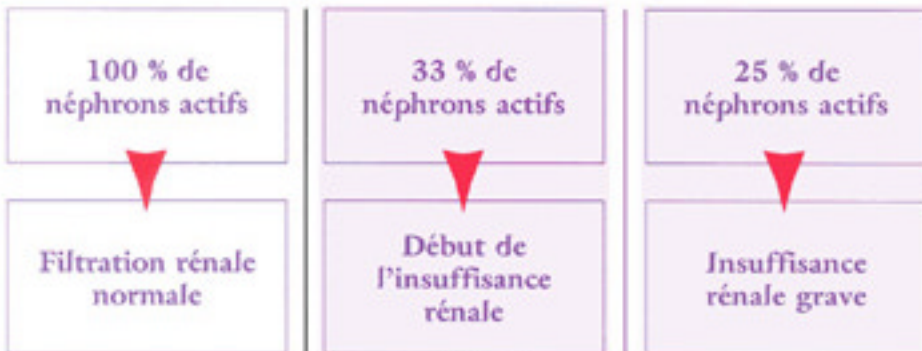 100 % de
néphrons actifs
Filtration rénale
normale
33 % de
néphrons actifs
Début de
l'insuffisance
rénale
25 % de
néphrons actifs
Insuffisance
rénale grave